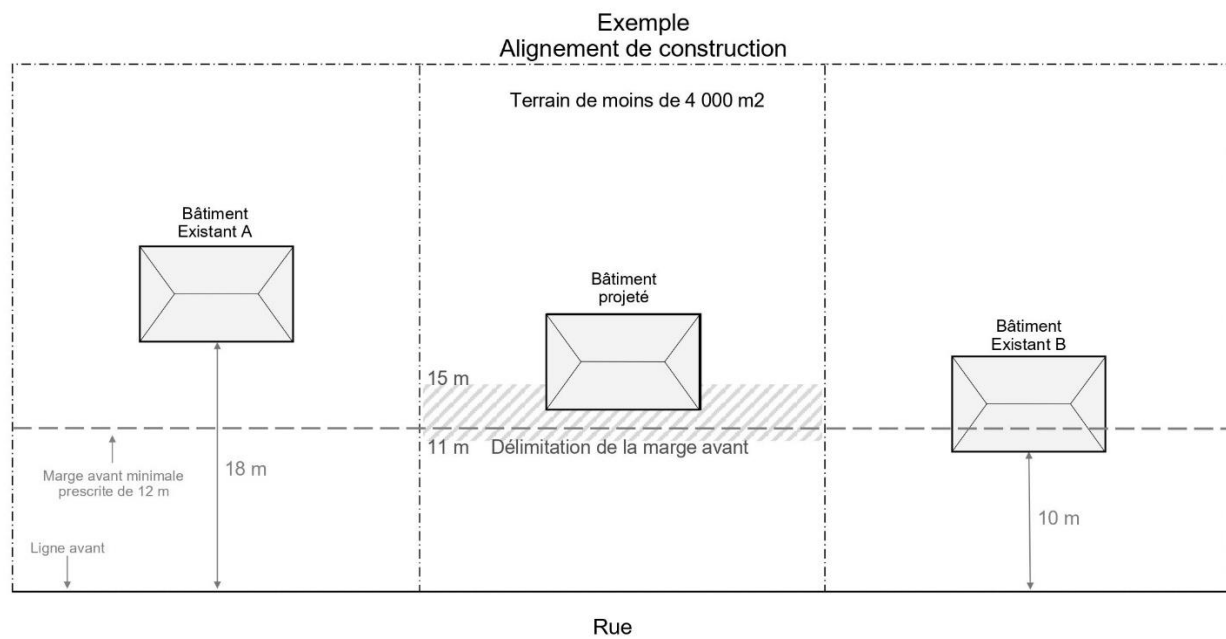 Exemple
Alignement de construction
Terrain de moins de 4 000 m2
Bâtiment
Existant A
Bâtiment
projeté
Bâtiment
Existant B
15 m
11 m
Délimitation de la marge avant
Marge avant minimale
prescrite de 12 m
18 m
10 m
Ligne avant
Rue